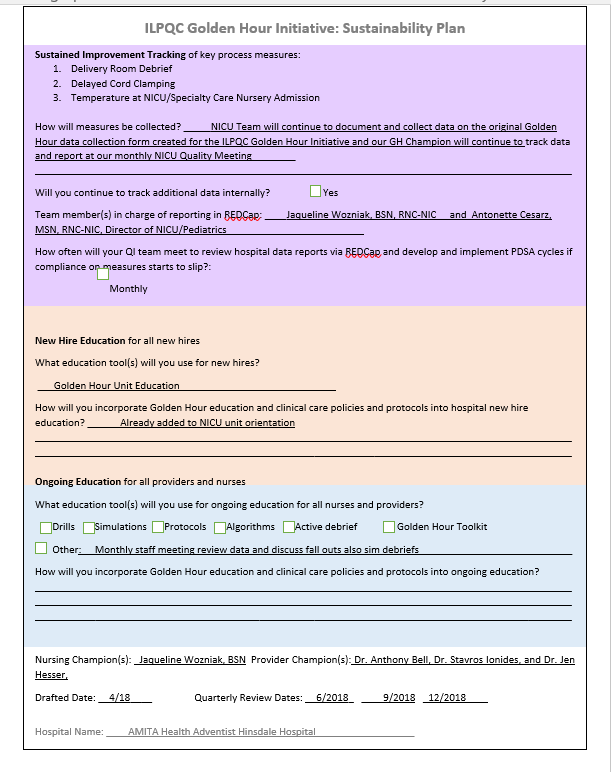 ILPQC Golden Hour Initiative: Sustainability Plan
Sustained Improvement Tracking of key process measures:
1. Delivery Room Debrief
2. Delayed Cord Clamping
3. Temperature at NICU/Specialty Care Nursery Admission
How will measures be collected? NICU Team will continue to document and collect data on the original Golden
Hour data collection form created for the ILPQC Golden Hour Initiative and our GH Champion will continue to track data
and report at our monthly NICU Quality Meeting
Will you continue to track additional data internally? Yes
Team member(s) in charge of reporting in REDCap: Jaqueline Wozniak, BSN, RNC-NIC and Antonette Cesarz,
MSN, RNC-NIC, Director of NICU/Pediatrics
How often will your QI team meet to review hospital data reports via REDCap and develop and implement PDSA cycles if
compliance on measures starts to slip?:
Monthly
New Hire Education for all new hires
What education tool(s) will you use for new hires?
Golden Hour Unit Education
How will you incorporate Golden Hour education and clinical care policies and protocols into hospital new hire
education? Already added to NICU unit orientation
Ongoing Education for all providers and nurses
What education tool(s) will you use for ongoing education for all nurses and providers?
Drills Simulations Protocols Algorithms Active debrief Golden Hour Toolkit
Other: Monthly staff meeting review data and discuss fall outs also sim debriefs
How will you incorporate Golden Hour education and clinical care policies and protocols into ongoing education?
Nursing Champion(s): Jaqueline Wozniak, BSN Provider Champion(s): Dr. Anthony Bell, Dr. Stavros Ionides, and Dr. Jen
Hesser,
Drafted Date: 4/18 Quarterly Review Dates: 6/2018 9/2018 12/2018
Hospital Name: AMITA Health Adventist Hinsdale Hospital